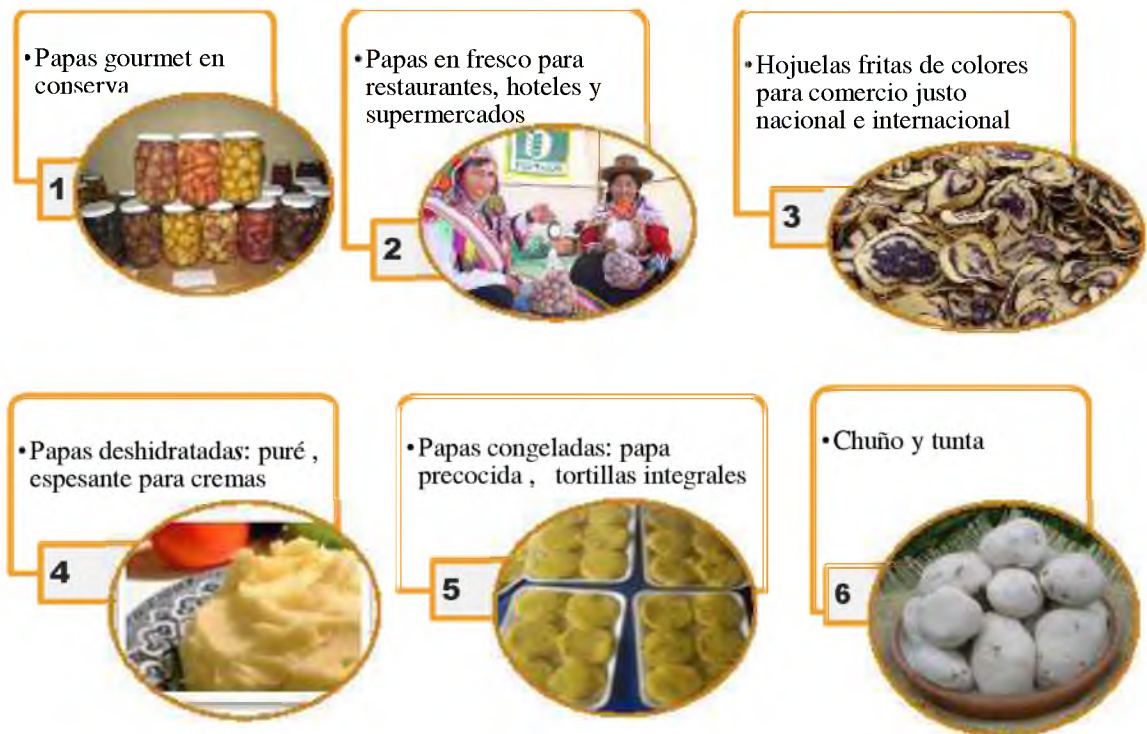 •Papas gourmet en
conserva
1
•Papas en fresco para
restaurantes, hoteles y
supermercados
2
•Hojuelas fritas de colores
para comercio justo
nacional e internacional
3
•Papas deshidratadas: puré ,
espesante para cremas
4
•Papas congeladas: papa
precocida , tortillas integrales
5
•Chuño y tunta
6